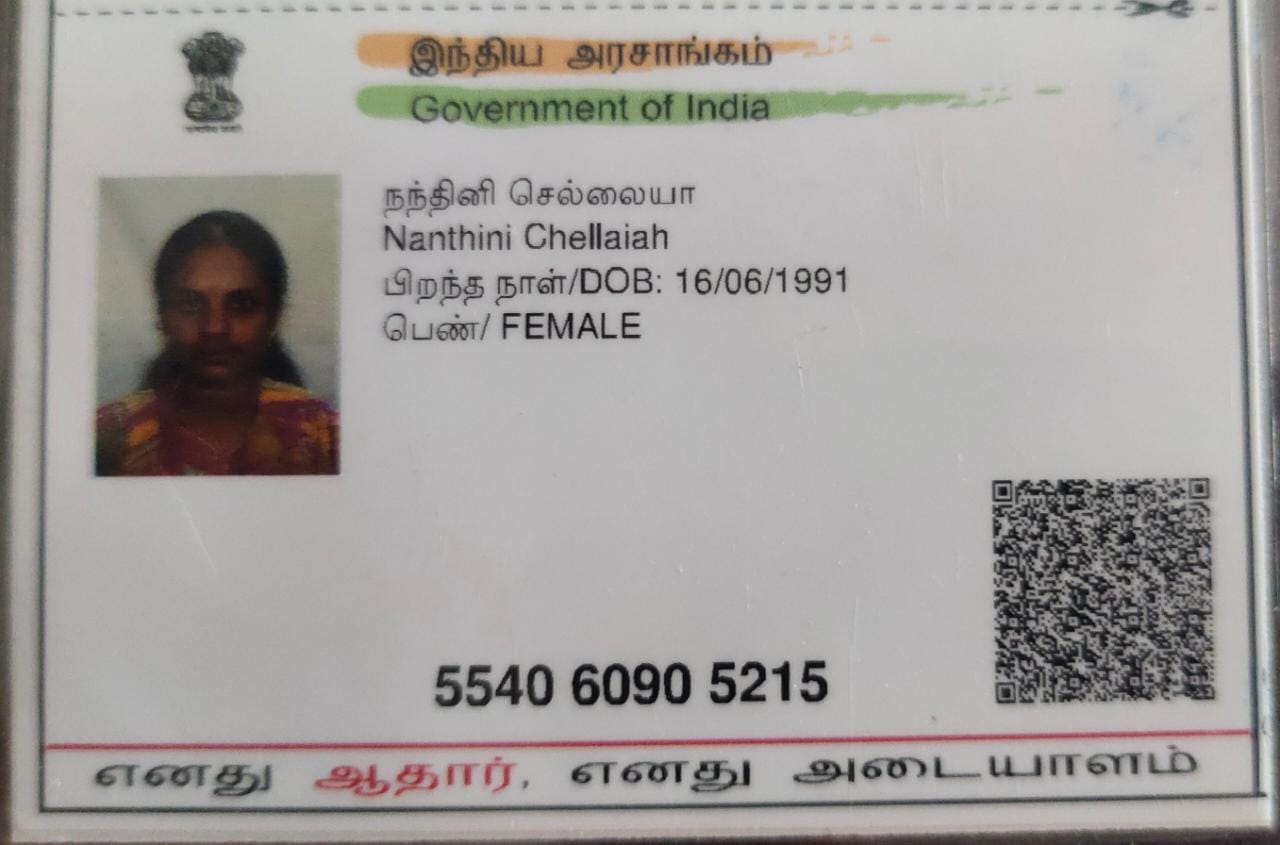 இந்திய அரசாங்கம்
Government of India
நந்தினி செல்லையா
Nanthini Chellaiah
பிறந்த நாள்/DOB: 16/06/1991
பெண்/ FEMALE
5540 6090 5215
எனது ஆதார், எனது அடையாளம்